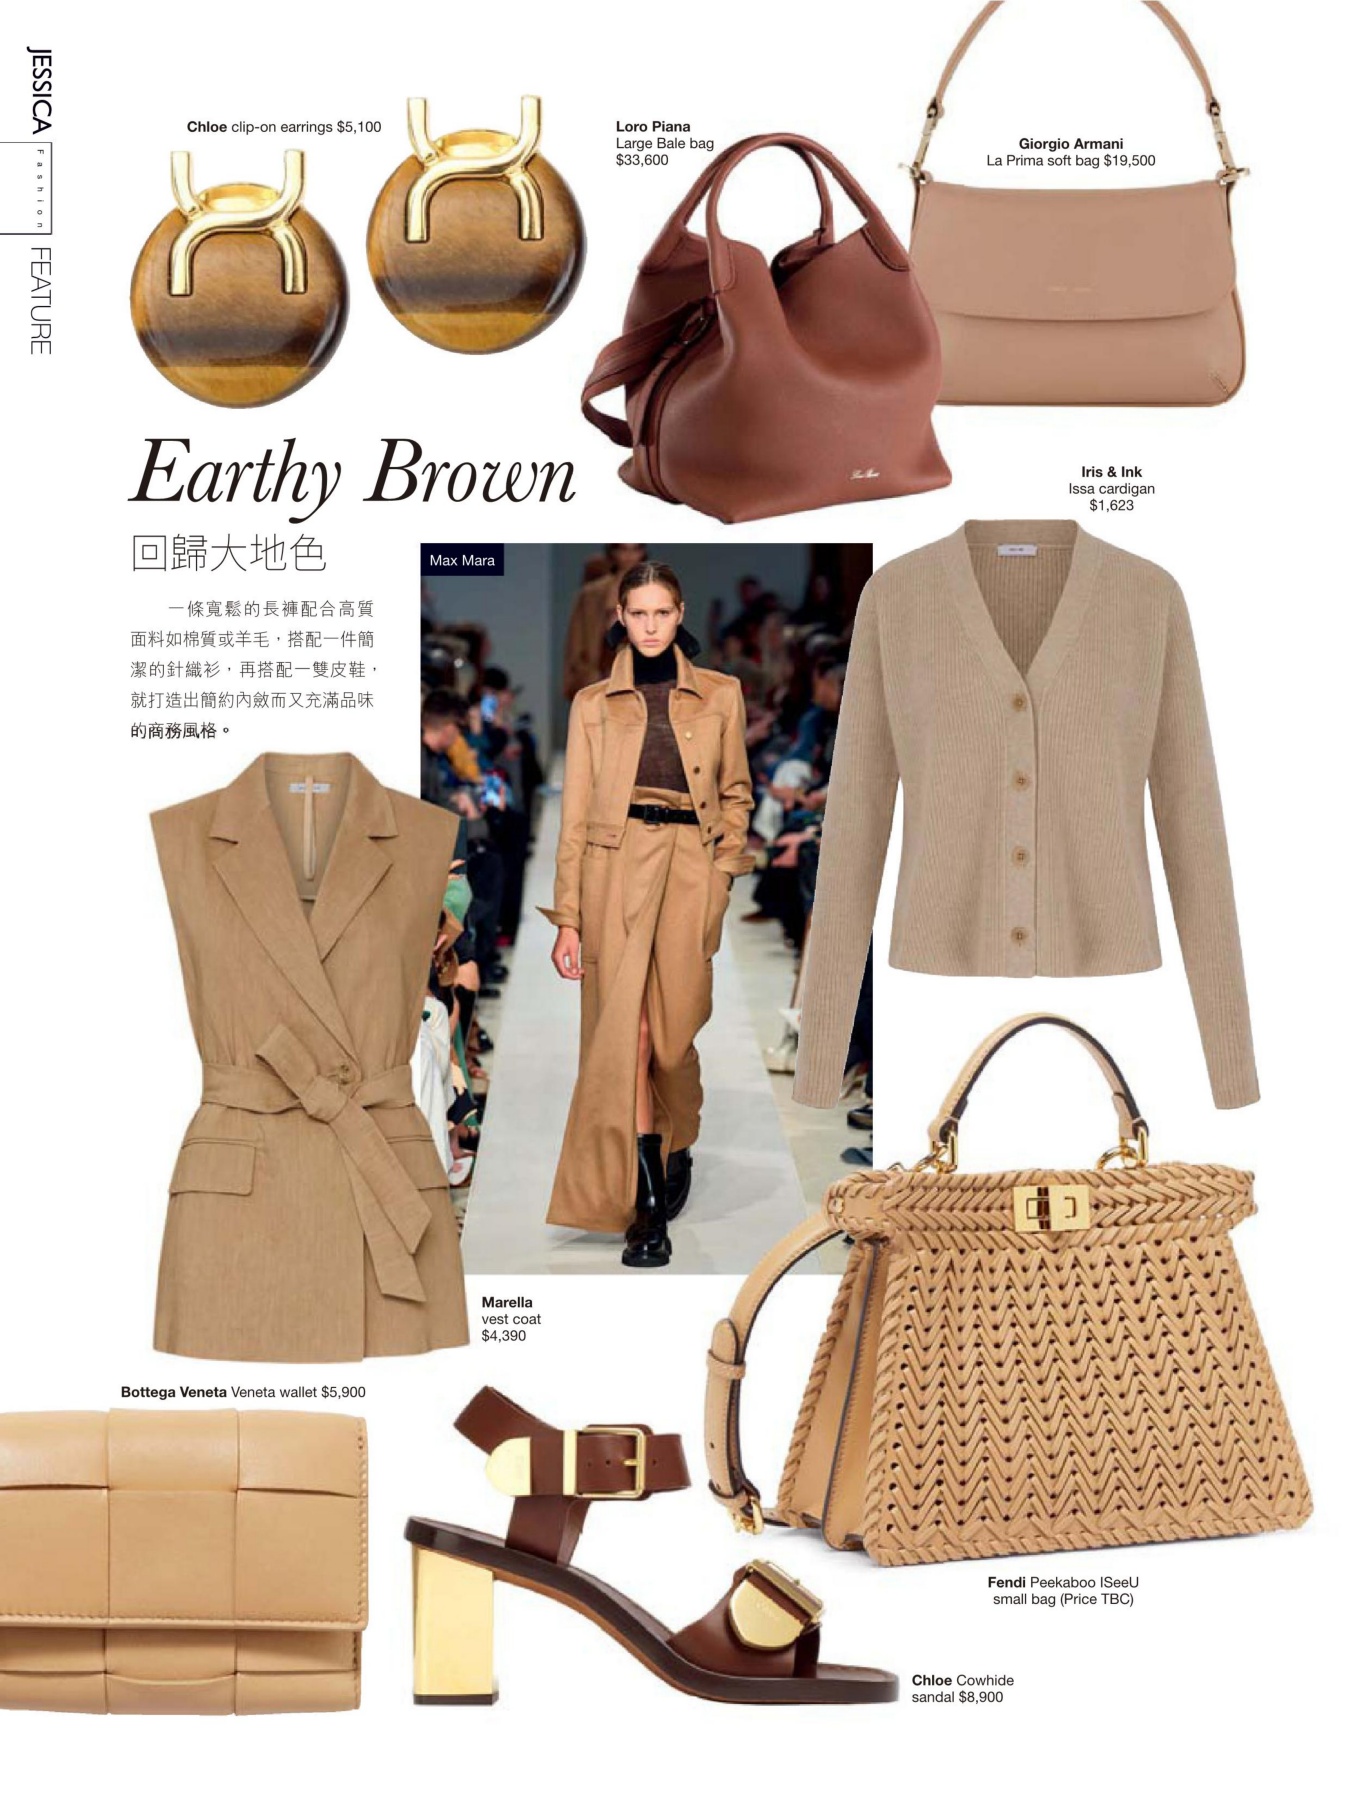 JESSICA
Fashion
FEATURE
Chloe clip-on earrings $5,100
Loro Piana
Large Bale bag
$33,600
Giorgio Armani
La Prima soft bag $19,500
Earthy Brown
回歸大地色
一條寬鬆的長褲配合高質
面料如棉質或羊毛，搭配一件簡
潔的針織衫，再搭配一雙皮鞋，
就打造出簡約內斂而又充滿品味
的商務風格。
Max Mara
Iris & Ink
Issa cardigan
$1,623
Marella
vest coat
$4,390
Bottega Veneta Veneta wallet $5,900
Fendi Peekaboo ISeeU
small bag (Price TBC)
Chloe Cowhide
sandal $8,900